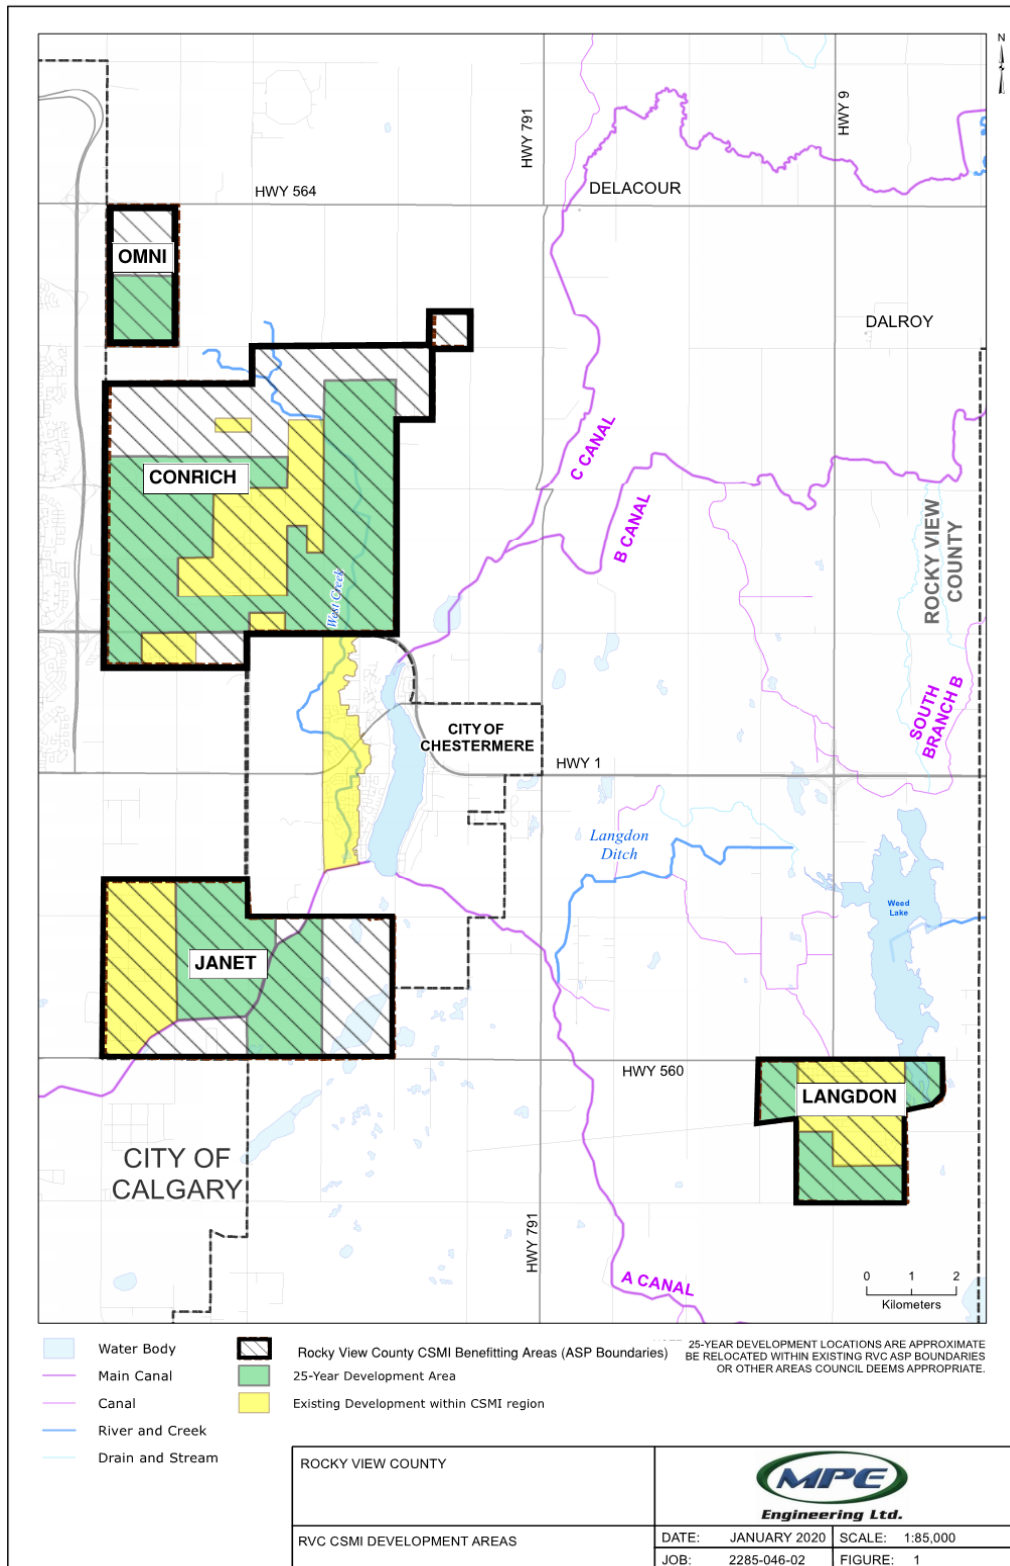 N
HWY 791
HWY 9
HWY 564
DELACOUR
OMNI
DALROY
C CANAL
CONRICH
B CANAL
ROCKY VIEW
COUNTY
West Creek
SOUTH
BRANCH B
CITY OF
CHESTERMERE
HWY 1
Langdon
Ditch
Weed
Lake
JANET
HWY 560
LANGDON
CITY OF
CALGARY
HWY 791
A CANAL
0 1 2
Kilometers
Water Body
Main Canal
Canal
River and Creek
Drain and Stream
Rocky View County CSMI Benefitting Areas (ASP Boundaries)
25-Year Development Area
Existing Development within CSMI region
25-YEAR DEVELOPMENT LOCATIONS ARE APPROXIMATE
BE RELOCATED WITHIN EXISTING RVC ASP BOUNDARIES
OR OTHER AREAS COUNCIL DEEMS APPROPRIATE.
ROCKY VIEW COUNTY
MPE
Engineering Ltd.
RVC CSMI DEVELOPMENT AREAS
DATE: JANUARY 2020 SCALE: 1:85,000
JOB: 2285-046-02 FIGURE: 1